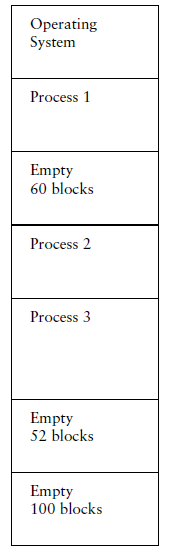 Operating
System
Process 1
Empty
60 blocks
Process 2
Process 3
Empty
52 blocks
Empty
100 blocks